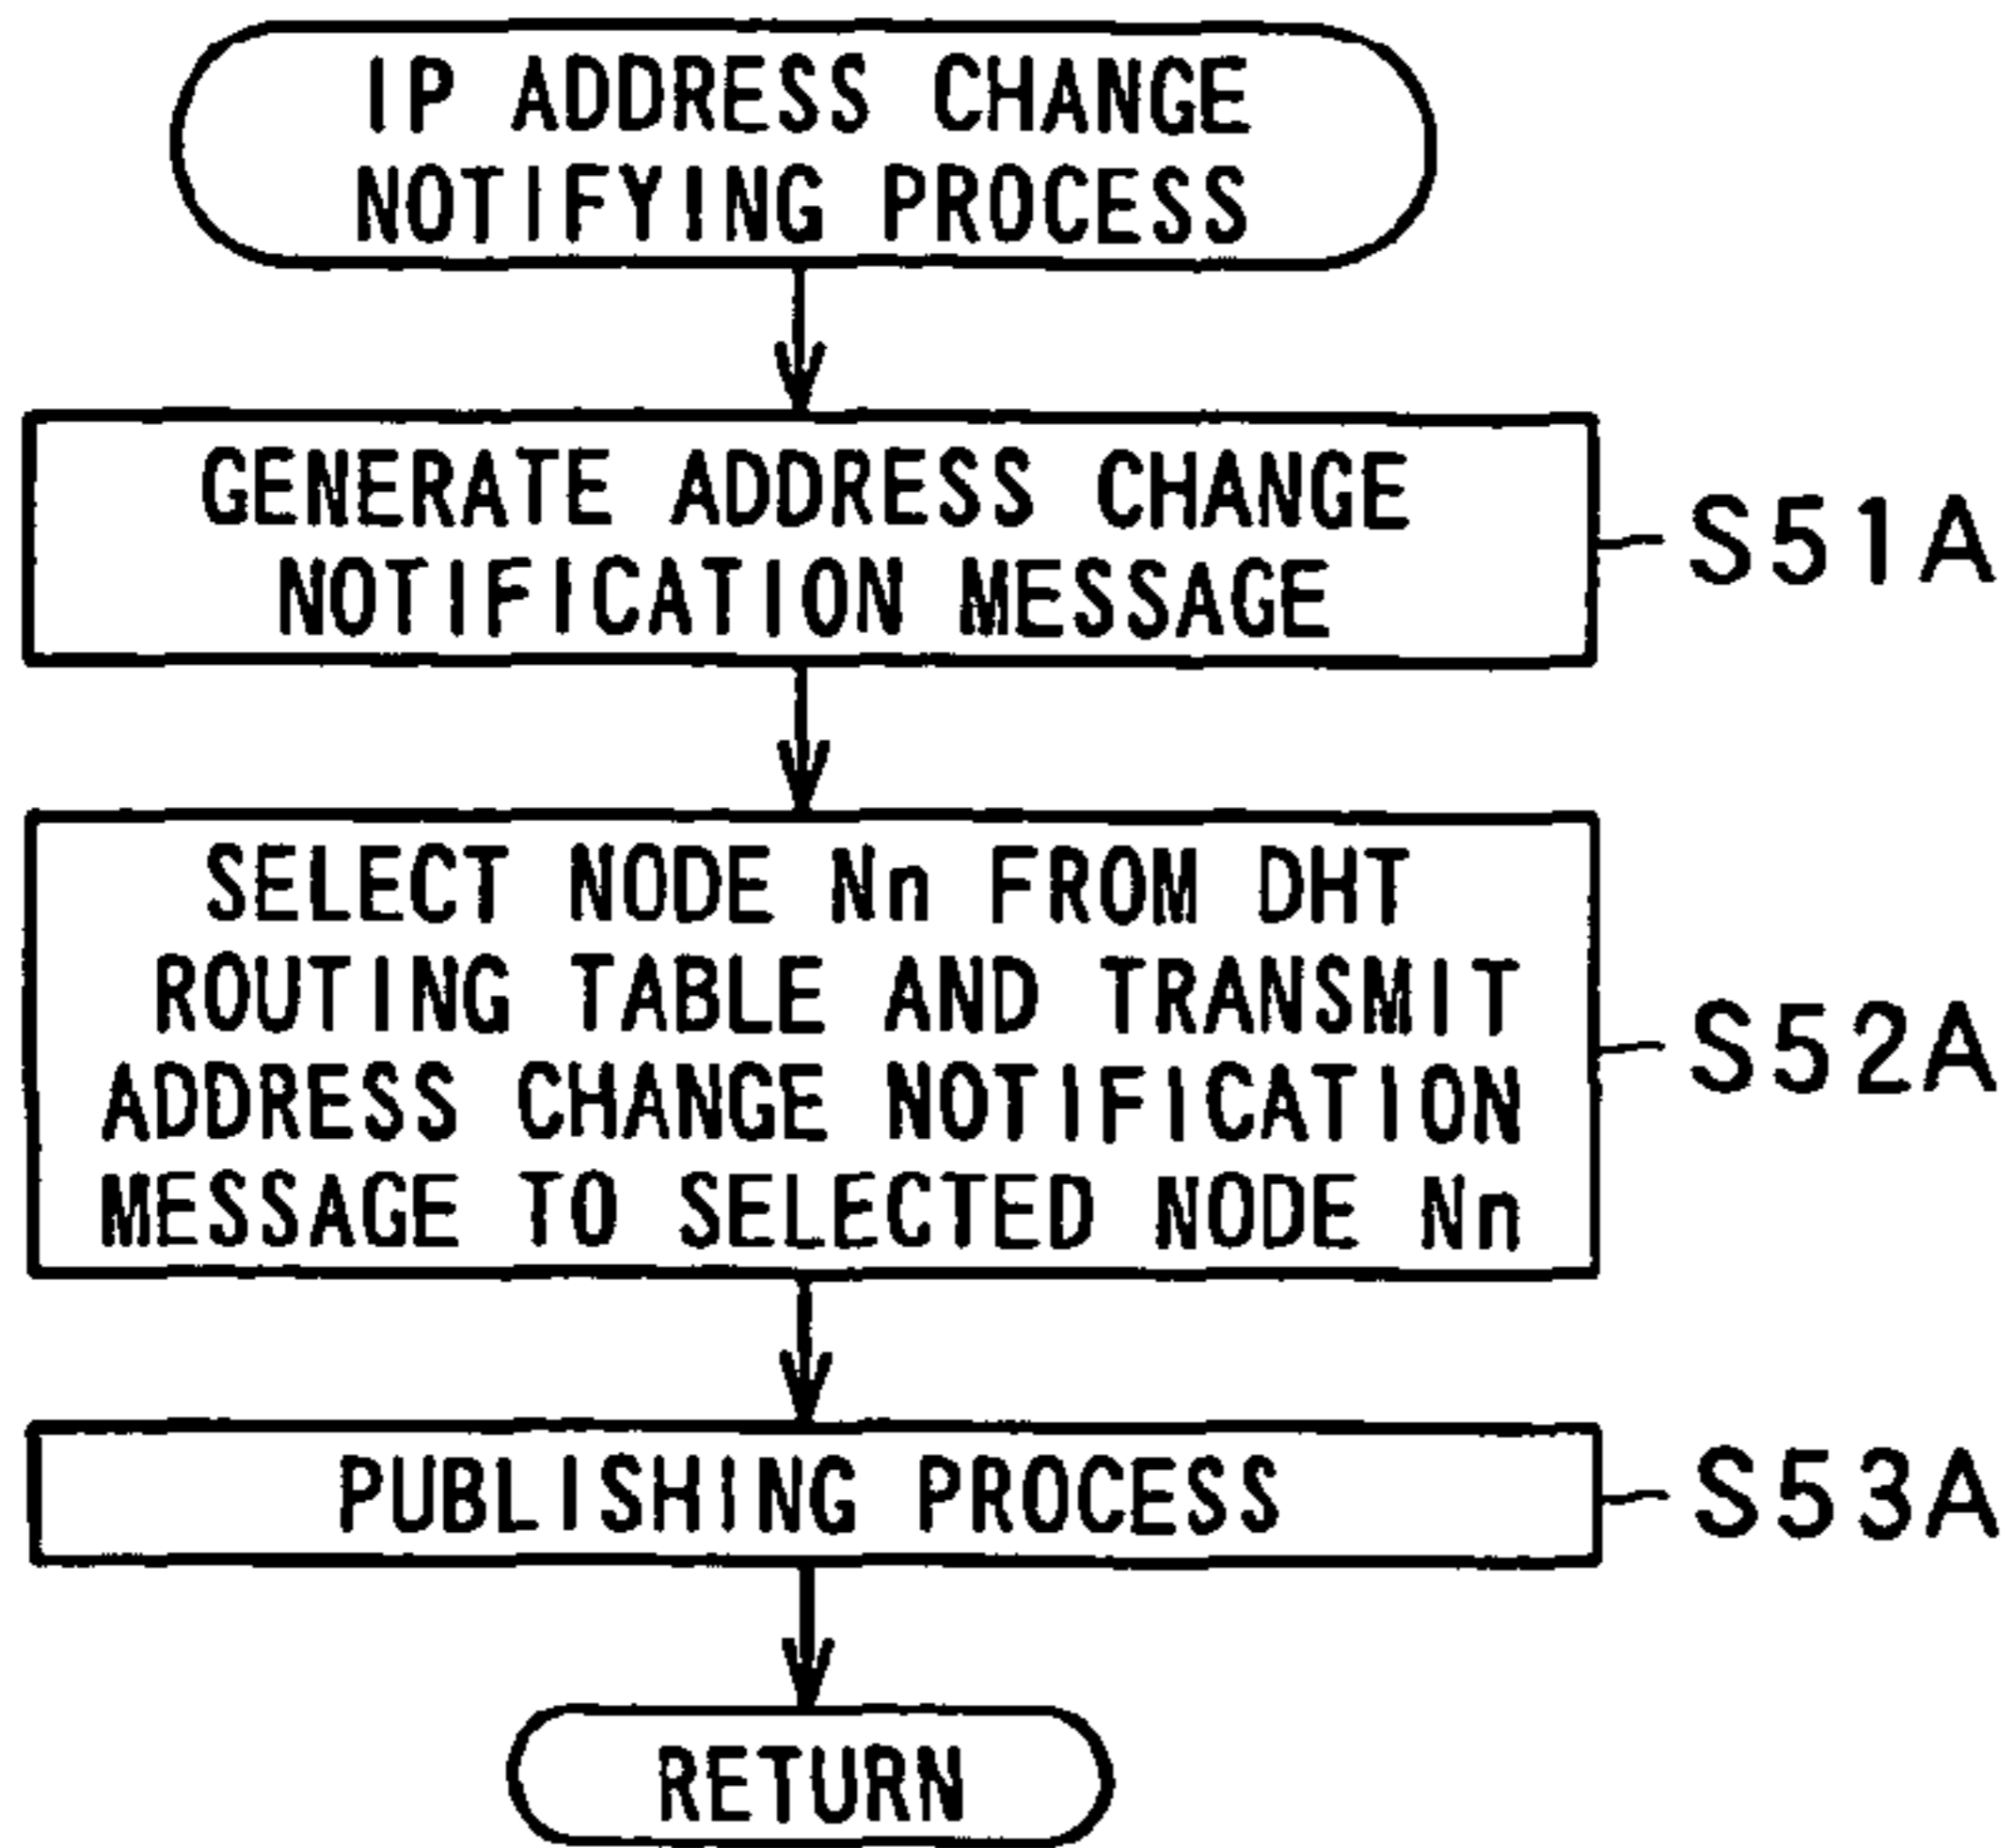 IP ADDRESS CHANGE
NOTIFYING PROCESS
GENERATE ADDRESS CHANGE
NOTIFICATION MESSAGE
S51A
SELECT NODE Nn FROM DHT
ROUTING TABLE AND TRANSMIT
ADDRESS CHANGE NOTIFICATION
MESSAGE TO SELECTED NODE Nn
S52A
PUBLISHING PROCESS
S53A
RETURN